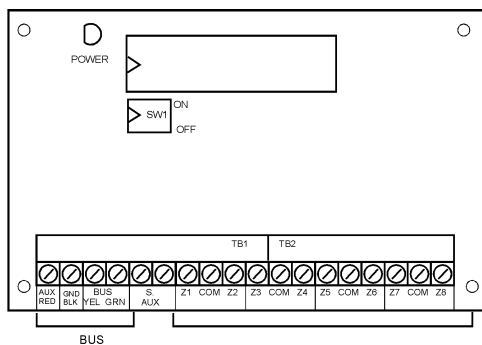 POWER
ON
SW1
OFF
TB1 TB2
AUX GND BUS S Z1 COM Z2 Z3 COM Z4 Z5 COM Z6 Z7 COM Z8
RED BLK YEL GRN AUX
BUS